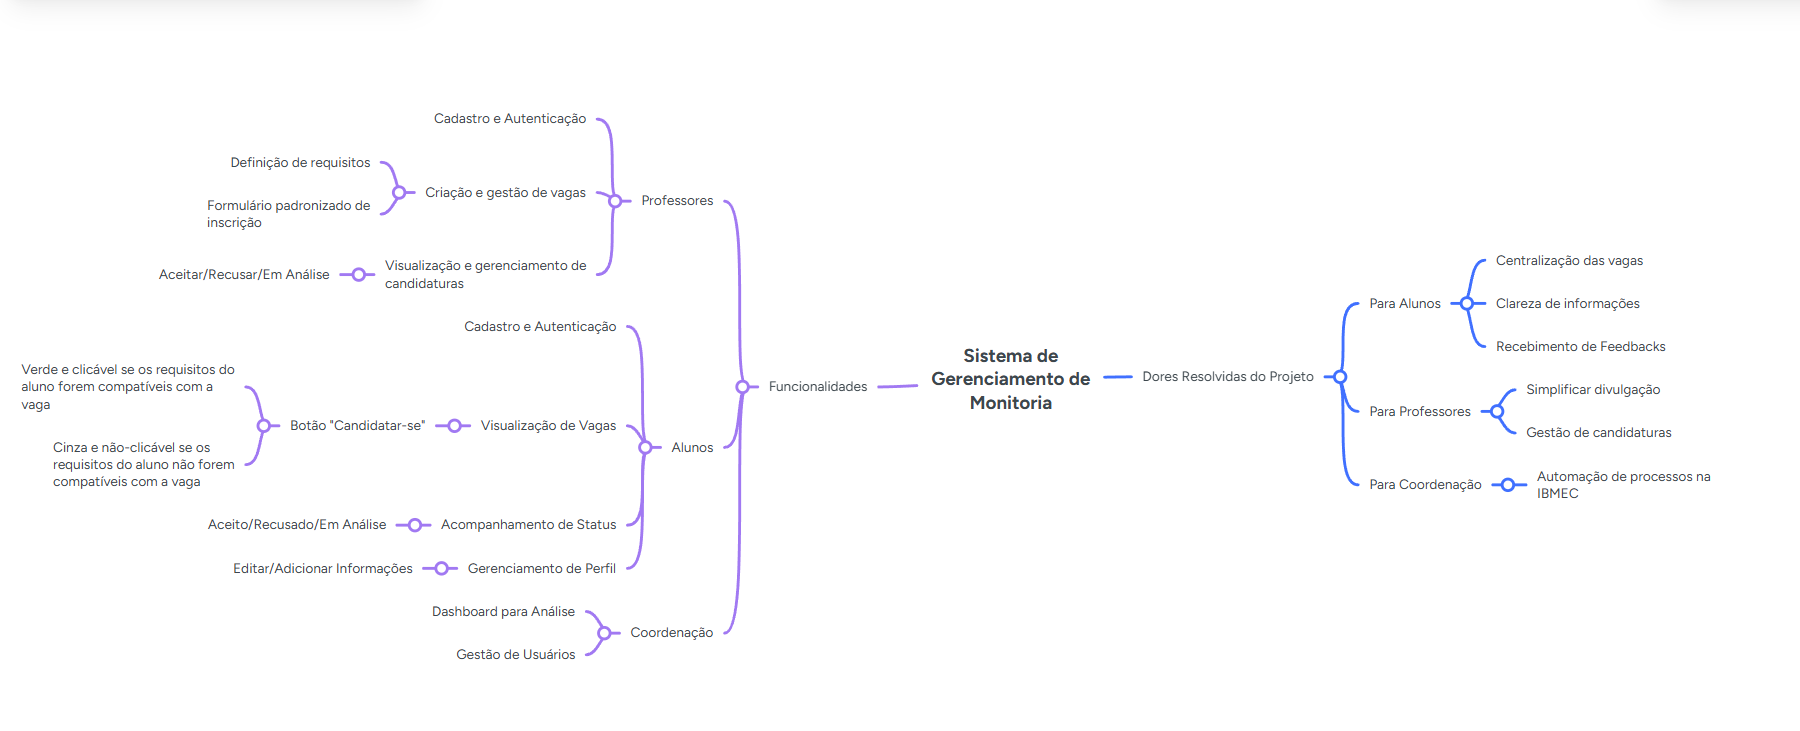 Cadastro e Autenticação
Definição de requisitos
Formulário padronizado de
inscrição
Criação e gestão de vagas
Professores
Aceitar/Recusar/Em Análise
Visualização e gerenciamento de
candidaturas
Cadastro e Autenticação
Verde e clicável se os requisitos do
aluno forem compatíveis com a
vaga
Cinza e não-clicável se os
requisitos do aluno não forem
compatíveis com a vaga
Botão "Candidatar-se"
Visualização de Vagas
Alunos
Aceito/Recusado/Em Análise
Acompanhamento de Status
Editar/Adicionar Informações
Gerenciamento de Perfil
Dashboard para Análise
Gestão de Usuários
Coordenação
Funcionalidades
Sistema de
Gerenciamento de
Monitoria
Dores Resolvidas do Projeto
Para Alunos
Centralização das vagas
Clareza de informações
Recebimento de Feedbacks
Para Professores
Simplificar divulgação
Gestão de candidaturas
Para Coordenação
Automação de processos na
IBMEC